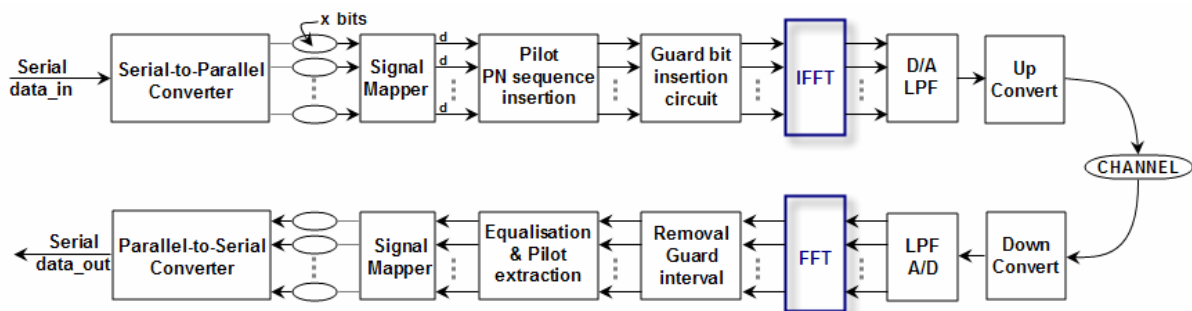 x bits
Serial
data_in
Serial-to-Parallel
Converter
Signal
Mapper
d
d
d
Pilot
PN sequence
insertion
Guard bit
insertion
circuit
IFFT
D/A
LPF
Up
Convert
CHANNEL
Serial
data_out
Parallel-to-Serial
Converter
Signal
Mapper
Equalisation
& Pilot
extraction
Removal
Guard
interval
FFT
LPF
A/D
Down
Convert